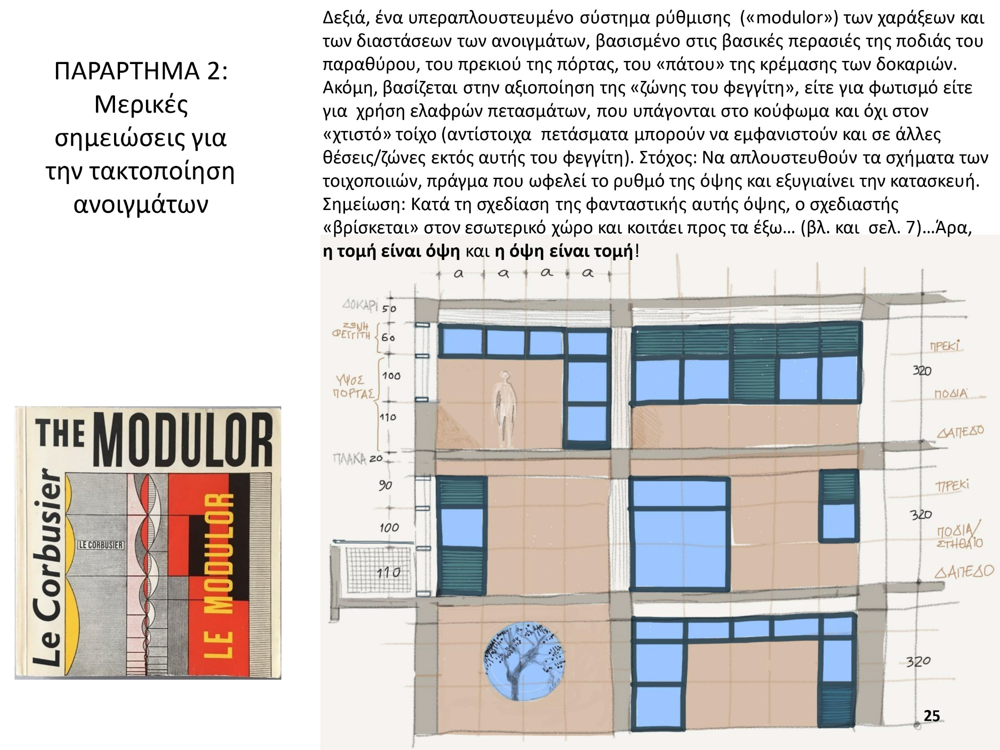 ΠΑΡΑΡΤΗΜΑ 2:
Μερικές
σημειώσεις για
την τακτοποίηση
ανοιγμάτων
Δεξιά, ένα υπεραπλουστευμένο σύστημα ρύθμισης  («modulor») των χαράξεων και
των διαστάσεων των ανοιγμάτων, βασισμένο στις βασικές περασιές της ποδιάς του
παραθύρου, του πρεκιού της πόρτας, του «πάτου» της κρέμασης των δοκαριών.
Ακόμη, βασίζεται στην αξιοποίηση της «ζώνης του φεγγίτη», είτε για φωτισμό είτε
για  χρήση ελαφρών πετασμάτων, που υπάγονται στο κούφωμα και όχι στον
«χτιστό» τοίχο (αντίστοιχα  πετάσματα μπορούν να εμφανιστούν και σε άλλες
θέσεις/ζώνες εκτός αυτής του φεγγίτη). Στόχος: Να απλουστευθούν τα σχήματα των
τοιχοποιιών, πράγμα που ωφελεί το ρυθμό της όψης και εξυγιαίνει την κατασκευή.
Σημείωση: Κατά τη σχεδίαση της φανταστικής αυτής όψης, ο σχεδιαστής
«βρίσκεται» στον εσωτερικό χώρο και κοιτάει προς τα έξω... (βλ. και  σελ. 7)...Άρα,
η τομή είναι όψη και η όψη είναι τομή!
THE MODULOR
Le Corbusier
LE CORBUSIER
LE MODULOR
a a a a
ΔΟΚΑΡΙ 50
ΖΩΝΗ
ΦΕΓΓΙΤΗ 60
ΥΨΟΣ
ΠΟΡΤΑΣ
100
110
ΠΛΑΚΑ 20
90
100
110
ΠΡΕΚΙ
320
ΠΟΔΙΑ
ΔΑΠΕΔΟ
ΠΡΕΚΙ
320
ΠΟΔΙΑ/
ΣΤΗΘΑΙΟ
ΔΑΠΕΔΟ
320
25